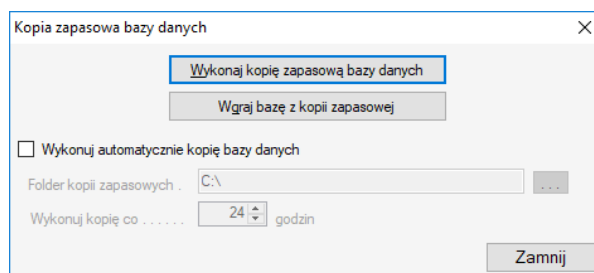 Kopia zapasowa bazy danych
Wykonaj kopię zapasową bazy danych
Wgraj bazę z kopii zapasowej
Wykonuj automatycznie kopię bazy danych
Folder kopii zapasowych . C:\ ...
Wykonuj kopię co . . . . . . 24 godzin
Zamnij